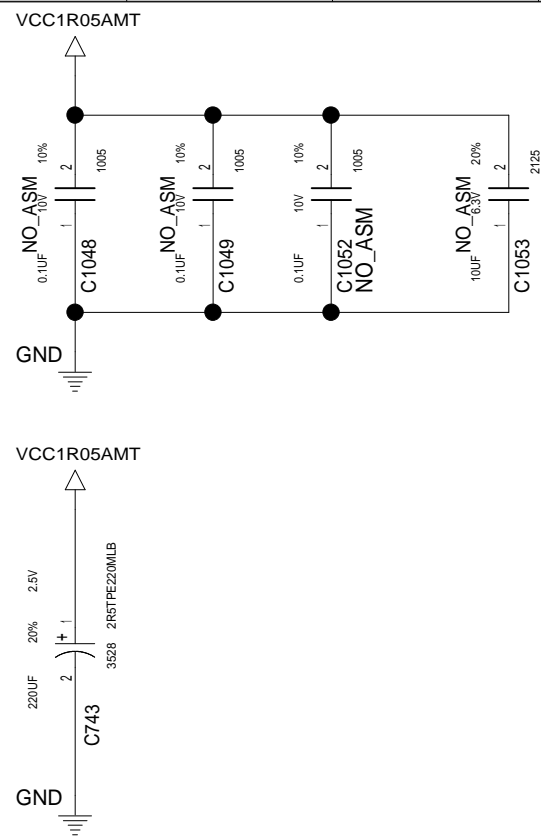 VCC1R05AMT
10%
2
1005
NO_ASM
10V
1
0.1UF
C1048
10%
2
1005
NO_ASM
10V
1
0.1UF
C1049
10%
2
1005
10V
1
0.1UF
C1052
NO_ASM
20%
2
2125
NO_ASM
6.3V
1
10UF
C1053
GND
VCC1R05AMT
2.5V
2R5TPE220MLB
20%
+ 1
3528
220UF
2
C743
GND